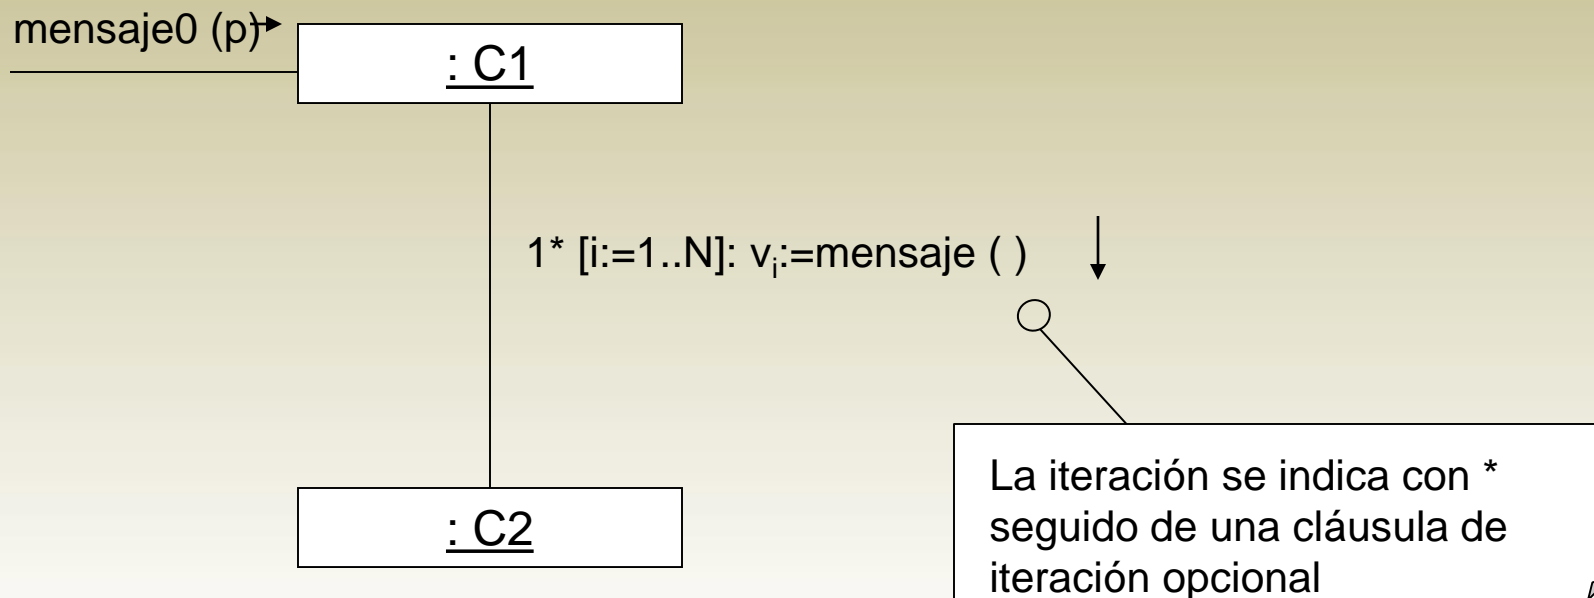 mensaje0 (p)
: C1
1* [i:=1..N]: vᵢ:=mensaje ( )
La iteración se indica con *
seguido de una cláusula de
iteración opcional
: C2